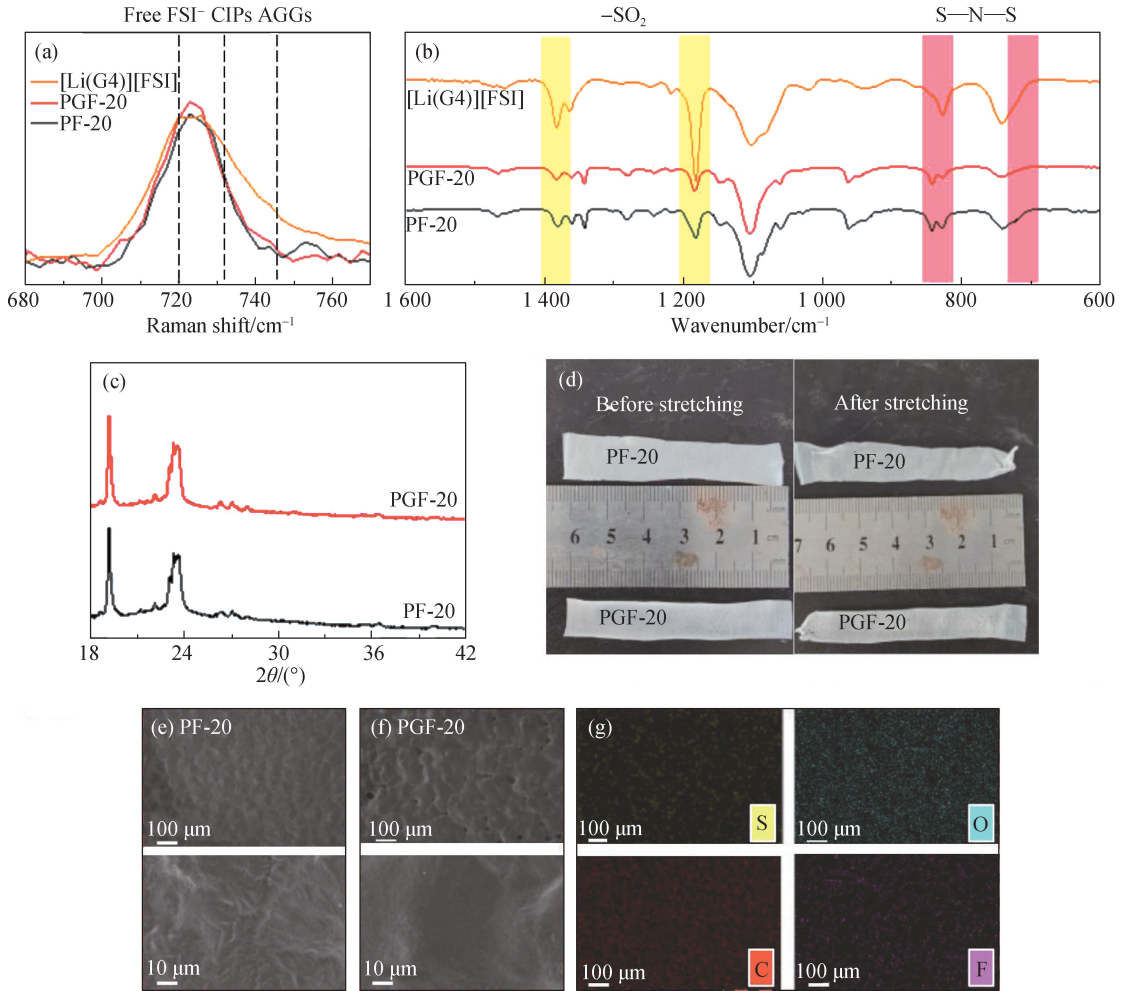 Free FSI⁻ CIPs AGGs
(a)
[Li(G4)][FSI]
PGF-20
PF-20
680 700 720 740 760
Raman shift/cm⁻¹
−SO₂
S—N—S
(b)
[Li(G4)][FSI]
PGF-20
PF-20
1 600 1 400 1 200 1 000 800 600
Wavenumber/cm⁻¹
(c)
PGF-20
PF-20
18 24 30 36 42
2θ/(°)
(d)
Before stretching
After stretching
PF-20
PF-20
6 5 4 3 2 1 cm
7 6 5 4 3 2 1 cm
PGF-20
PGF-20
(e) PF-20
100 μm
10 μm
(f) PGF-20
100 μm
10 μm
(g)
100 μm S
100 μm O
100 μm C
100 μm F